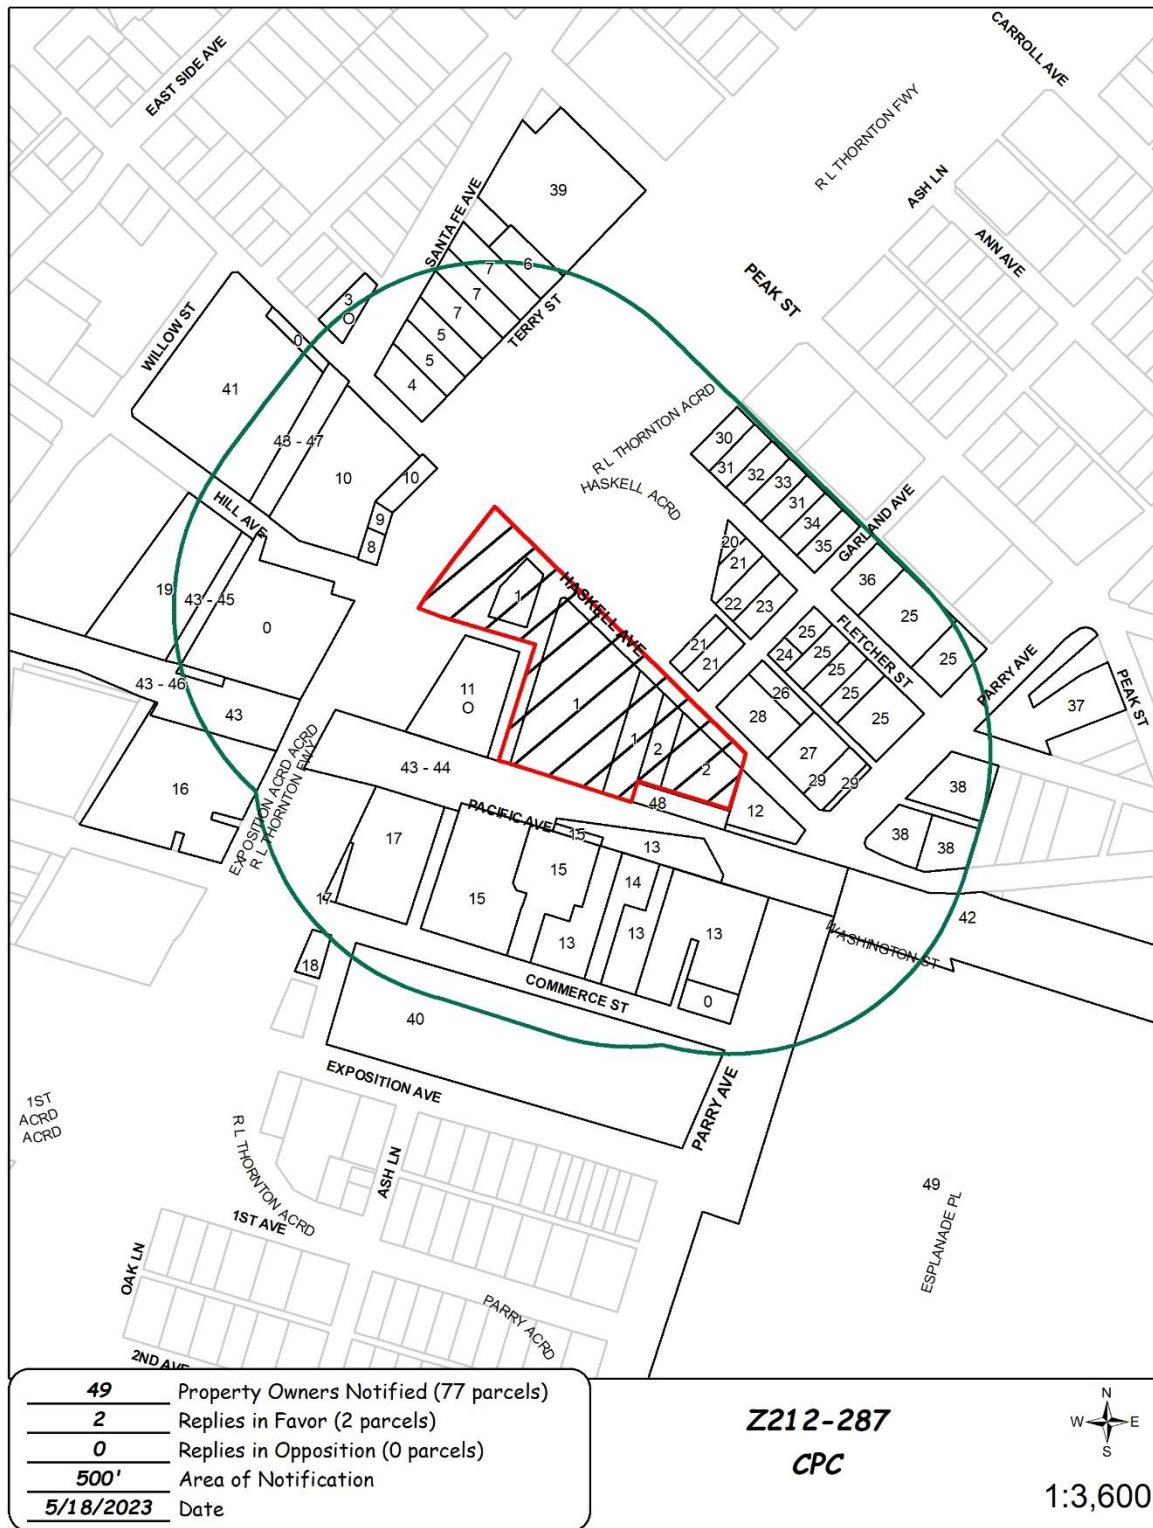 CARROLL AVE
EAST SIDE AVE
R L THORNTON FWY
ASH LN
39
SANTA FE AVE
ANN AVE
6
7
PEAK ST
7
3
O
WILLOW ST
0
7
TERRY ST
5
5
4
41
R L THORNTON ACRD
30
43 - 47
31
32
33
HASKELL ACRD
10
10
31
34
GARLAND AVE
35
HILL AVE
9
8
20
21
36
19
43 - 45
1
HASKELL AVE
22
23
25
0
25
FLETCHER ST
21
24
25
21
25
25
PARRY AVE
43 - 46
11
O
26
25
PEAK ST
1
28
25
37
43
1
2
27
EXPOSITION ACRD ACRD
R L THORNTON FWY
43 - 44
2
29
29
16
48
12
38
PACIFIC AVE
15
13
38
38
17
15
14
17
15
13
13
13
42
WASHINGTON ST
18
COMMERCE ST
0
40
EXPOSITION AVE
PARRY AVE
1ST
ACRD
ACRD
R L THORNTON ACRD
ASH LN
49
ESPLANADE PL
1ST AVE
OAK LN
PARRY ACRD
2ND AVE
49 Property Owners Notified (77 parcels)
2 Replies in Favor (2 parcels)
0 Replies in Opposition (0 parcels)
500' Area of Notification
5/18/2023 Date
Z212-287
CPC
N
W E
S
1:3,600